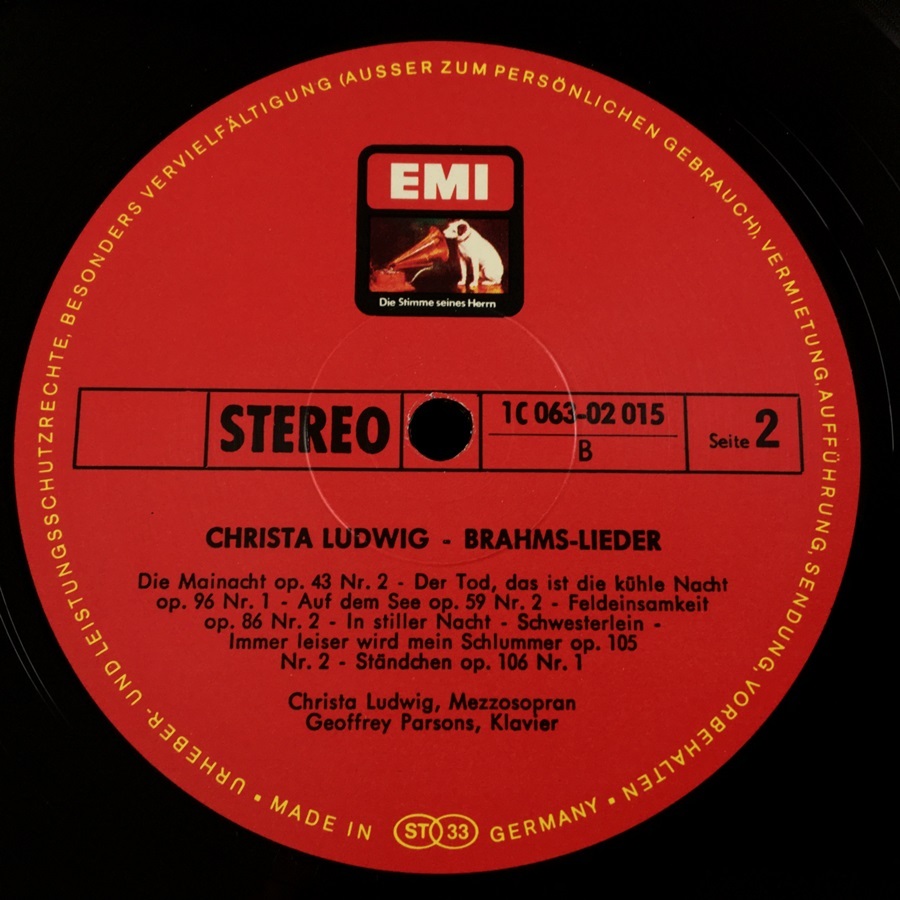 URHEBER- UND LEISTUNGSSCHUTZRECHTE, BESONDERS VERVIELFÄLTIGUNG (AUSSER ZUM PERSÖNLICHEN GEBRAUCH), VERMIETUNG, AUFFÜHRUNG, SENDUNG, VORBEHALTEN
EMI
Die Stimme seines Herrn
STEREO
1C 063-02 015
B
Seite 2
CHRISTA LUDWIG - BRAHMS-LIEDER
Die Mainacht op. 43 Nr. 2 - Der Tod, das ist die kühle Nacht
op. 96 Nr. 1 - Auf dem See op. 59 Nr. 2 - Feldeinsamkeit
op. 86 Nr. 2 - In stiller Nacht - Schwesterlein -
Immer leiser wird mein Schlummer op. 105
Nr. 2 - Ständchen op. 106 Nr. 1
Christa Ludwig, Mezzosopran
Geoffrey Parsons, Klavier
▪ MADE IN ST 33 GERMANY ▪